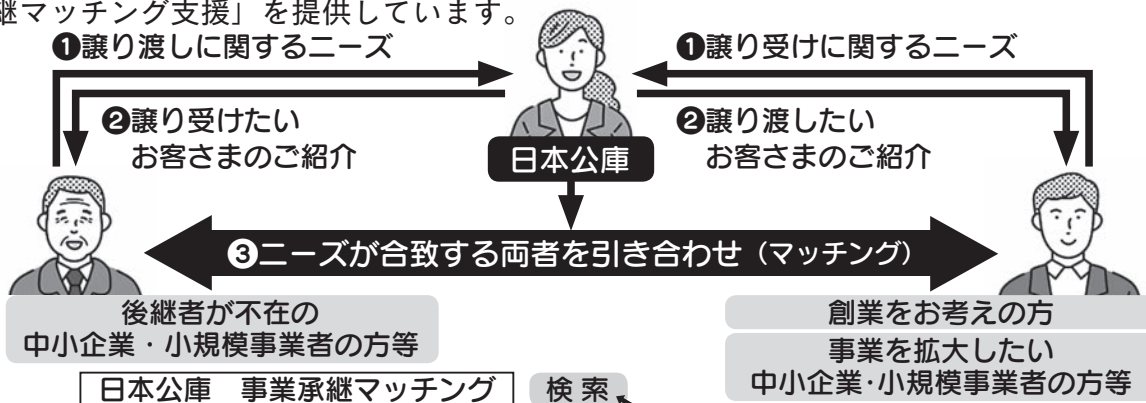 継マッチング支援」を提供しています。
❶譲り渡しに関するニーズ
❶譲り受けに関するニーズ
❷譲り受けたい
お客さまのご紹介
❷譲り渡したい
お客さまのご紹介
日本公庫
❸ニーズが合致する両者を引き合わせ（マッチング）
後継者が不在の
中小企業・小規模事業者の方等
創業をお考えの方
事業を拡大したい
中小企業・小規模事業者の方等
日本公庫 事業承継マッチング 検 索